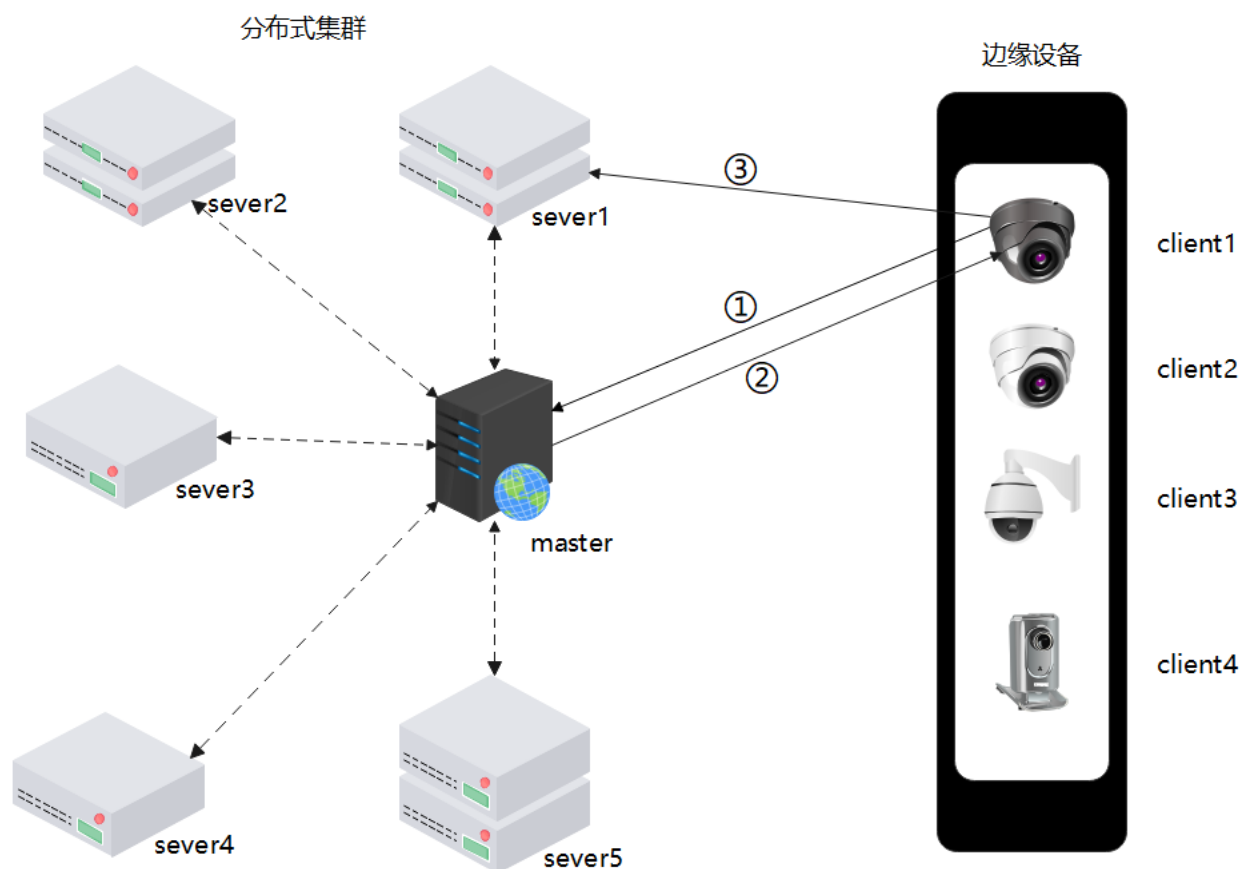 分布式集群
边缘设备
sever2
sever1
③
client1
①
②
client2
sever3
master
client3
client4
sever4
sever5